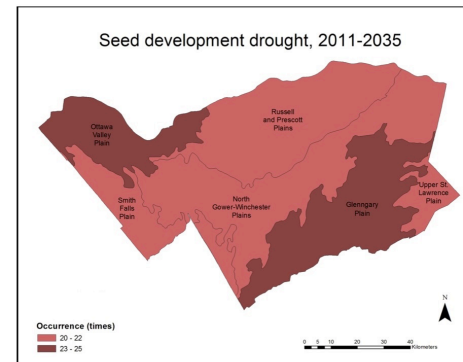 Seed development drought, 2011-2035
Russell
and Prescott
Plains
Ottawa
Valley
Plain
Smith
Falls
Plain
North
Gower-Winchester
Plains
Glenngary
Plain
Upper St.
Lawrence
Plain
N
Occurrence (times)
20 - 22
23 - 25
0 5 10 20 30 40
Kilometers